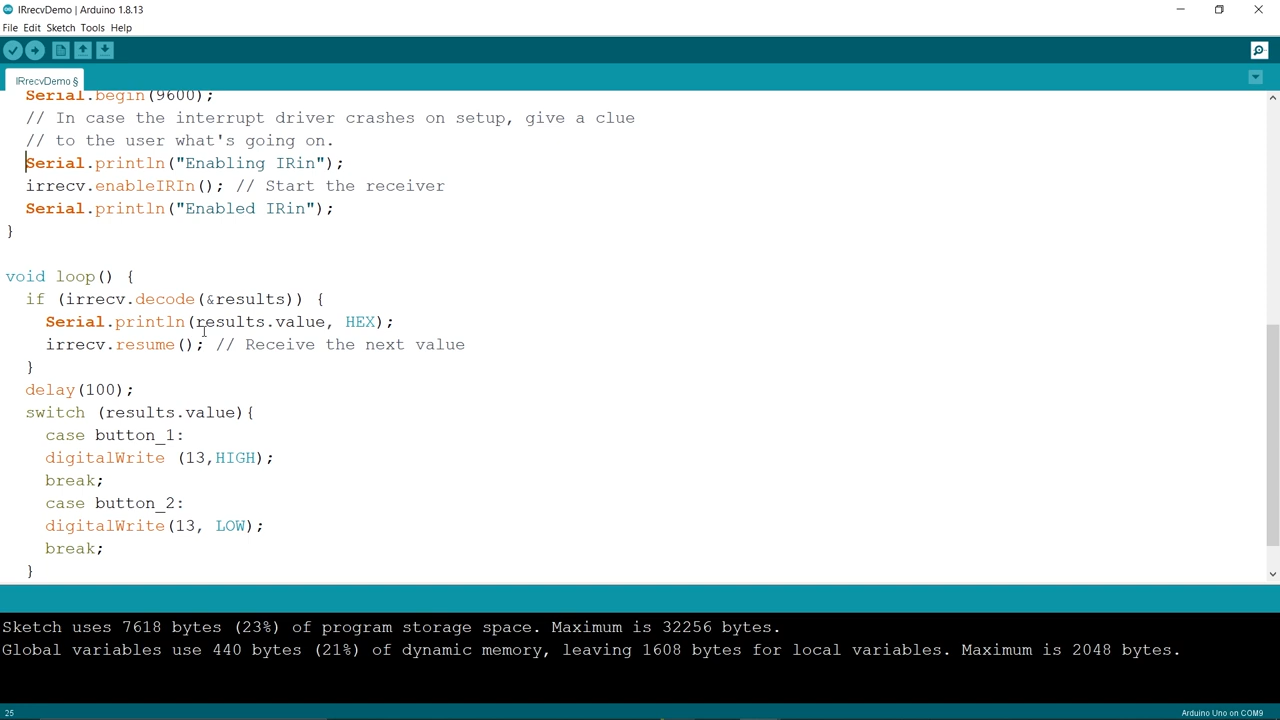 IRrecvDemo | Arduino 1.8.13
File Edit Sketch Tools Help
IRrecvDemo §
Serial.begin(9600);
// In case the interrupt driver crashes on setup, give a clue
// to the user what's going on.
Serial.println("Enabling IRin");
irrecv.enableIRIn(); // Start the receiver
Serial.println("Enabled IRin");
}
void loop() {
if (irrecv.decode(&results)) {
Serial.println(results.value, HEX);
irrecv.resume(); // Receive the next value
}
delay(100);
switch (results.value){
case button_1:
digitalWrite (13,HIGH);
break;
case button_2:
digitalWrite(13, LOW);
break;
}
Sketch uses 7618 bytes (23%) of program storage space. Maximum is 32256 bytes.
Global variables use 440 bytes (21%) of dynamic memory, leaving 1608 bytes for local variables. Maximum is 2048 bytes.
25
Arduino Uno on COM9